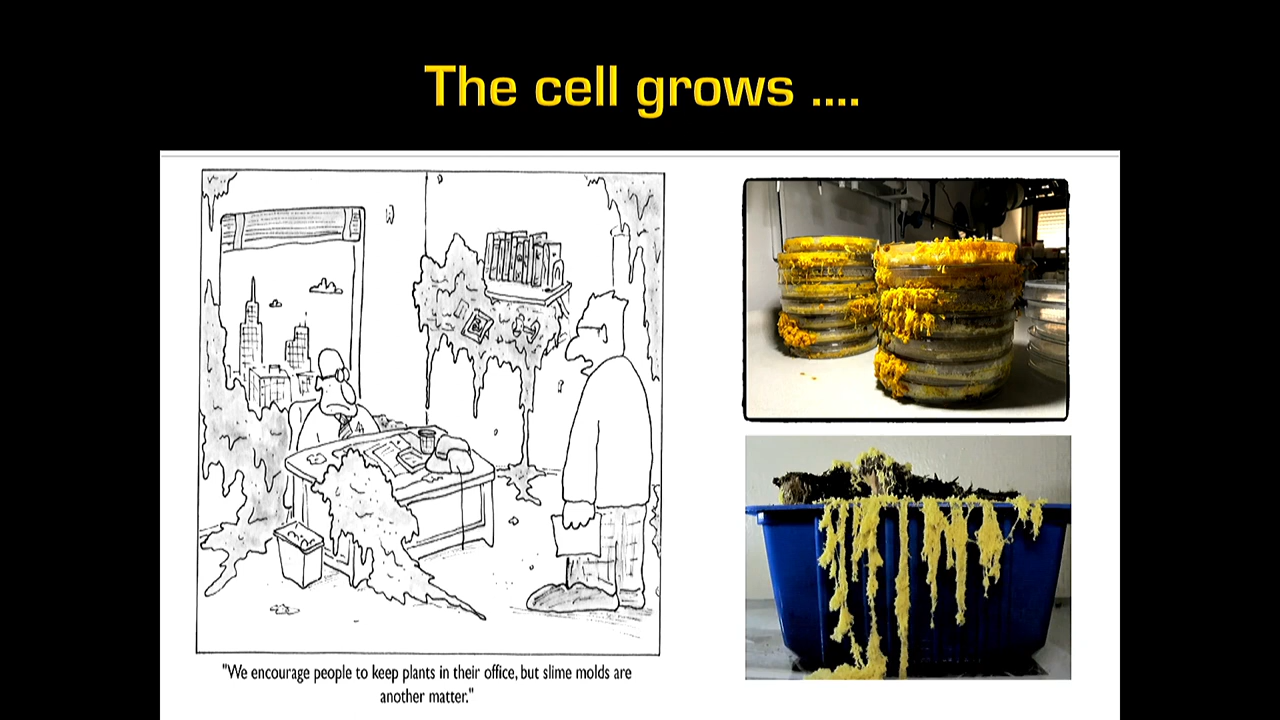 The cell grows ....
"We encourage people to keep plants in their office, but slime molds are
another matter."